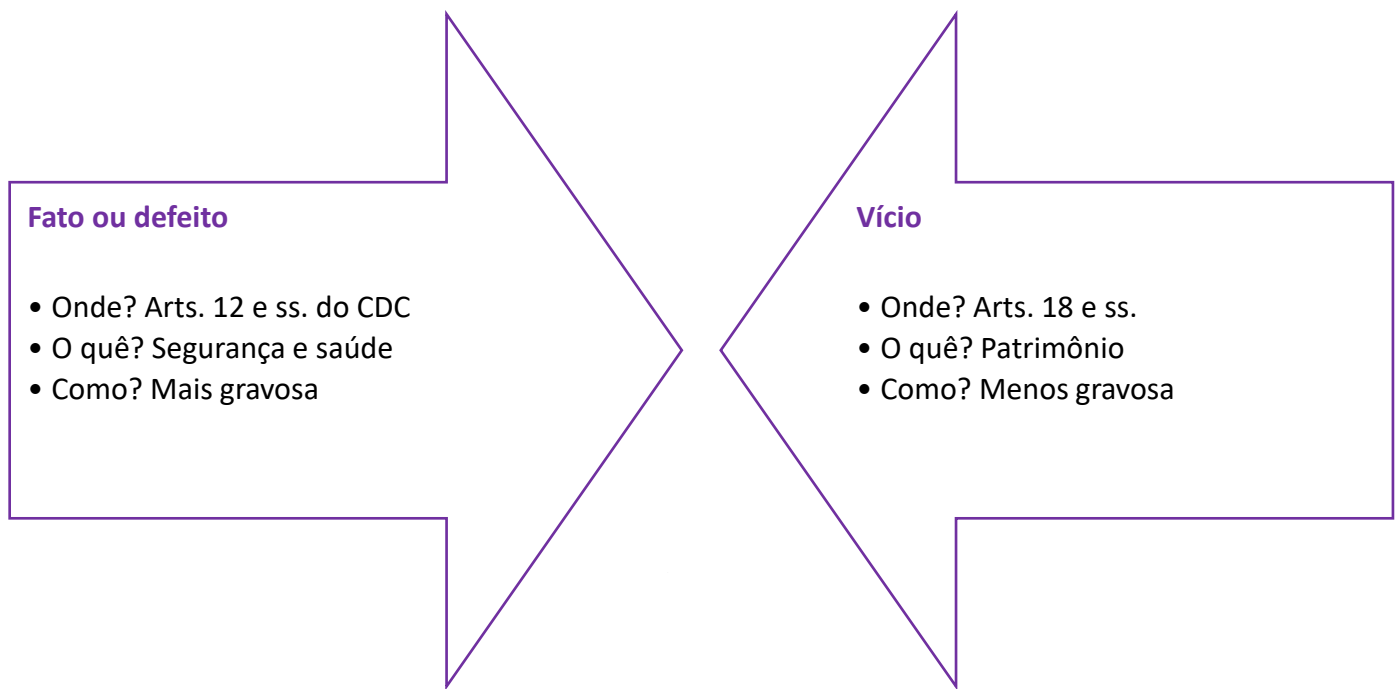 Fato ou defeito
• Onde? Arts. 12 e ss. do CDC
• O quê? Segurança e saúde
• Como? Mais gravosa
Vício
• Onde? Arts. 18 e ss.
• O quê? Patrimônio
• Como? Menos gravosa